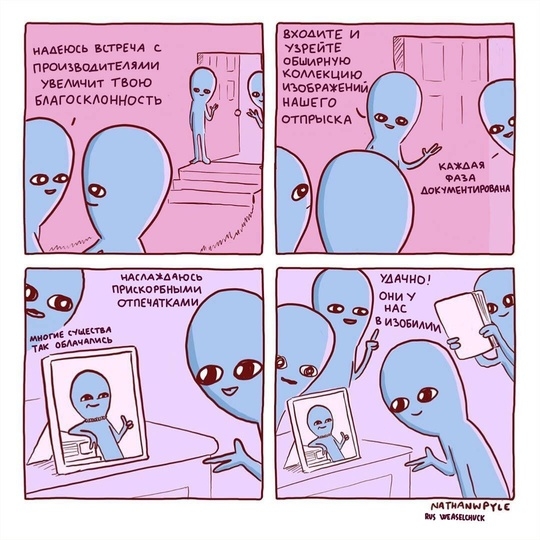 НАДЕЮСЬ ВСТРЕЧА С
ПРОИЗВОДИТЕЛЯМИ
УВЕЛИЧИТ ТВОЮ
БЛАГОСКЛОННОСТЬ
ВХОДИТЕ И
УЗРЕЙТЕ
ОБШИРНУЮ
КОЛЛЕКЦИЮ
ИЗОБРАЖЕНИЙ
НАШЕГО
ОТПРЫСКА
КАЖДАЯ
ФАЗА
ДОКУМЕНТИРОВАНА
НАСЛАЖДАЮСЬ
ПРИСКОРБНЫМИ
ОТПЕЧАТКАМИ
МНОГИЕ СУЩЕСТВА
ТАК ОБЛАЧАЛИСЬ
УДАЧНО!
ОНИ У
НАС
В ИЗОБИЛИИ
NATHANWPYLE
RUS WEASELCHUCK